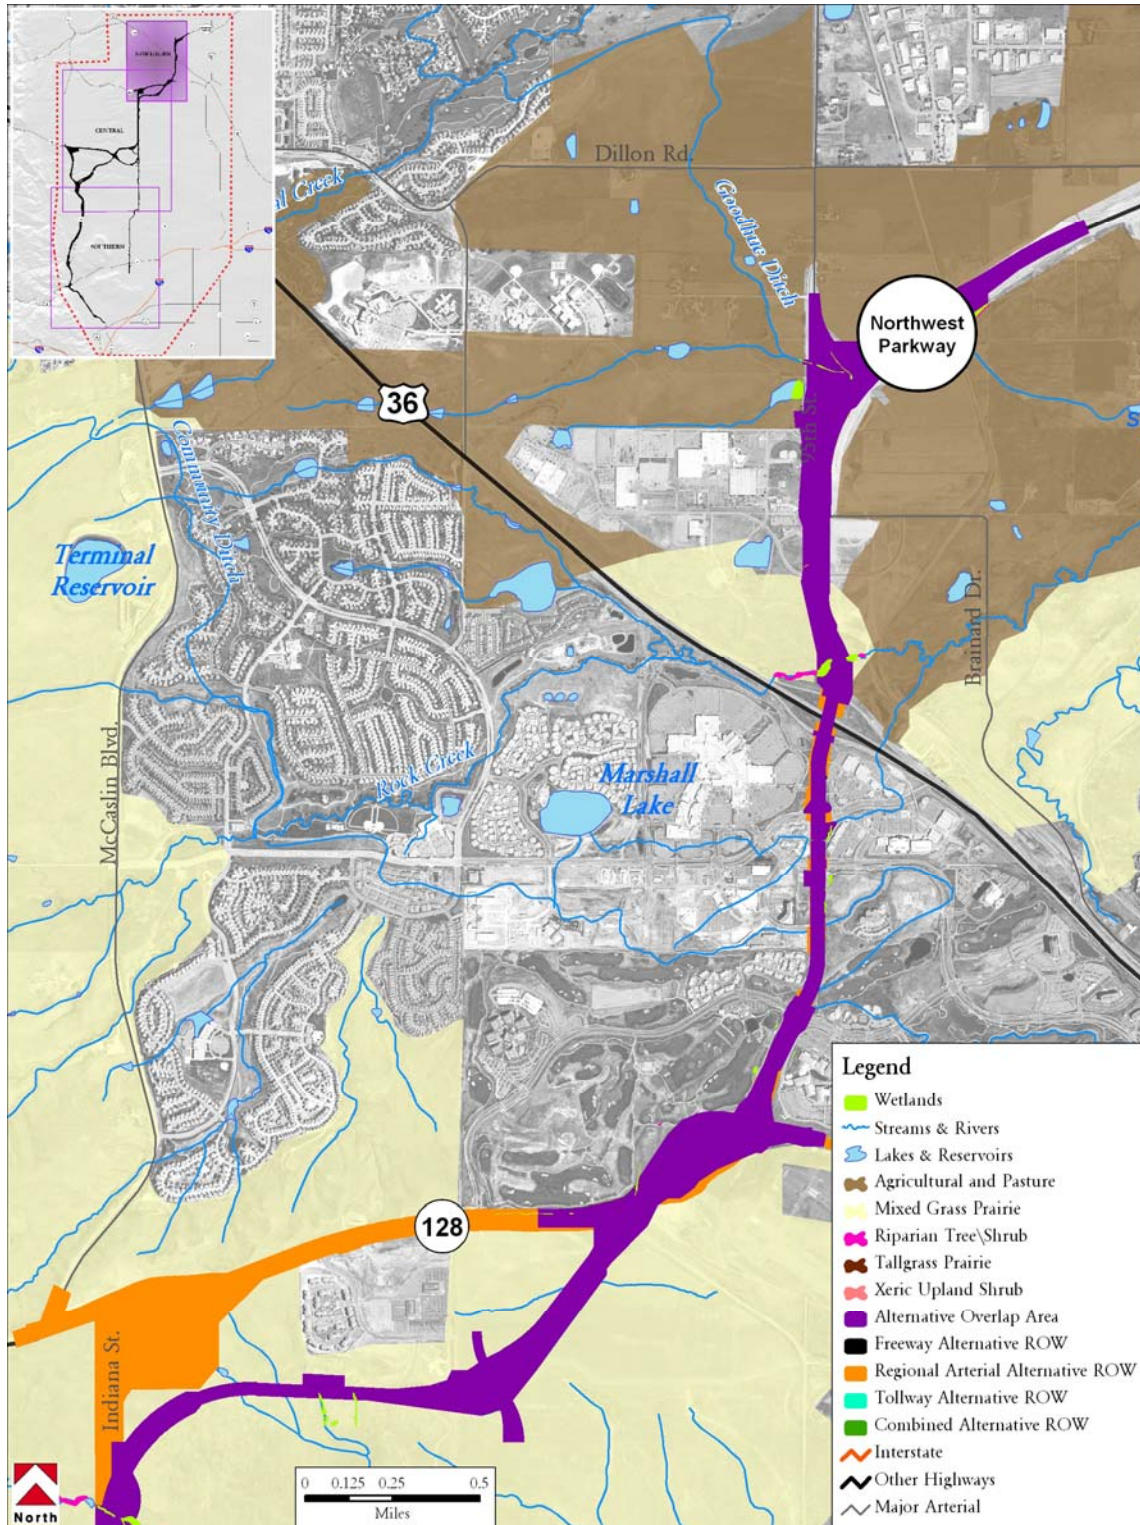 CENTRAL
SOUTHERN
Dillon Rd.
Creek
Goodhue Ditch
Northwest
Parkway
36
95th St.
Community Ditch
Terminal
Reservoir
Brainard Dr.
McCaslin Blvd.
Rock Creek
Marshall
Lake
128
Indiana St.
North
0 0.125 0.25 0.5
Miles
Legend
Wetlands
Streams & Rivers
Lakes & Reservoirs
Agricultural and Pasture
Mixed Grass Prairie
Riparian Tree\Shrub
Tallgrass Prairie
Xeric Upland Shrub
Alternative Overlap Area
Freeway Alternative ROW
Regional Arterial Alternative ROW
Tollway Alternative ROW
Combined Alternative ROW
Interstate
Other Highways
Major Arterial